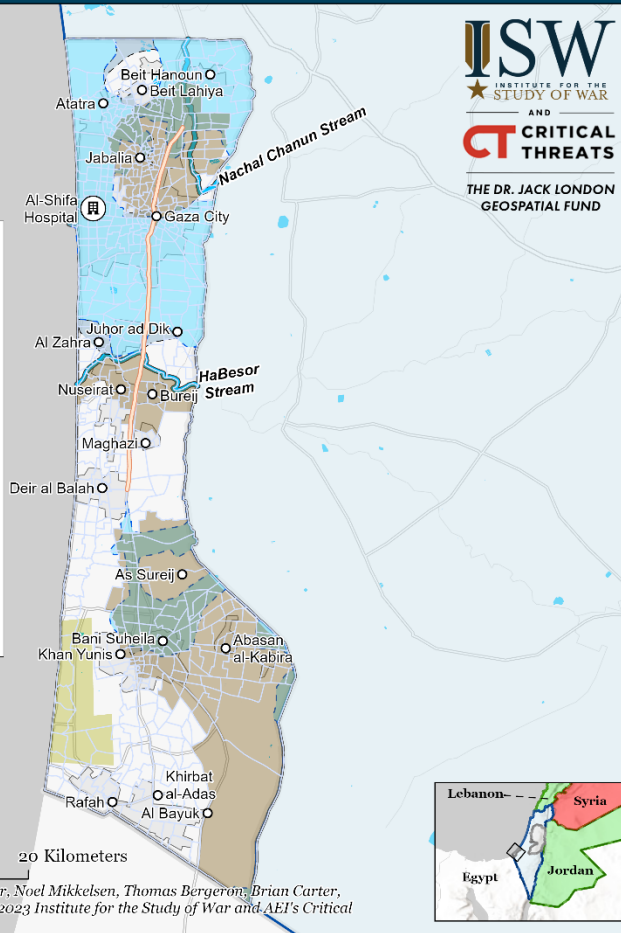 ISW
INSTITUTE FOR THE
STUDY OF WAR
AND
CT CRITICAL
THREATS
THE DR. JACK LONDON
GEOSPATIAL FUND
Beit Hanoun
Beit Lahiya
Atatra
Nachal Chanun Stream
Jabalia
Al-Shifa
Hospital
Gaza City
Juhor ad Dik
Al Zahra
HaBesor
Stream
Nuseirat
Bureij
Maghazi
Deir al Balah
As Sureij
Bani Suheila
Abasan
al-Kabira
Khan Yunis
Khirbat
al-Adas
Rafah
Al Bayuk
Lebanon
Syria
Egypt
Jordan
20 Kilometers
r, Noel Mikkelsen, Thomas Bergeron, Brian Carter,
2023 Institute for the Study of War and AEI's Critical